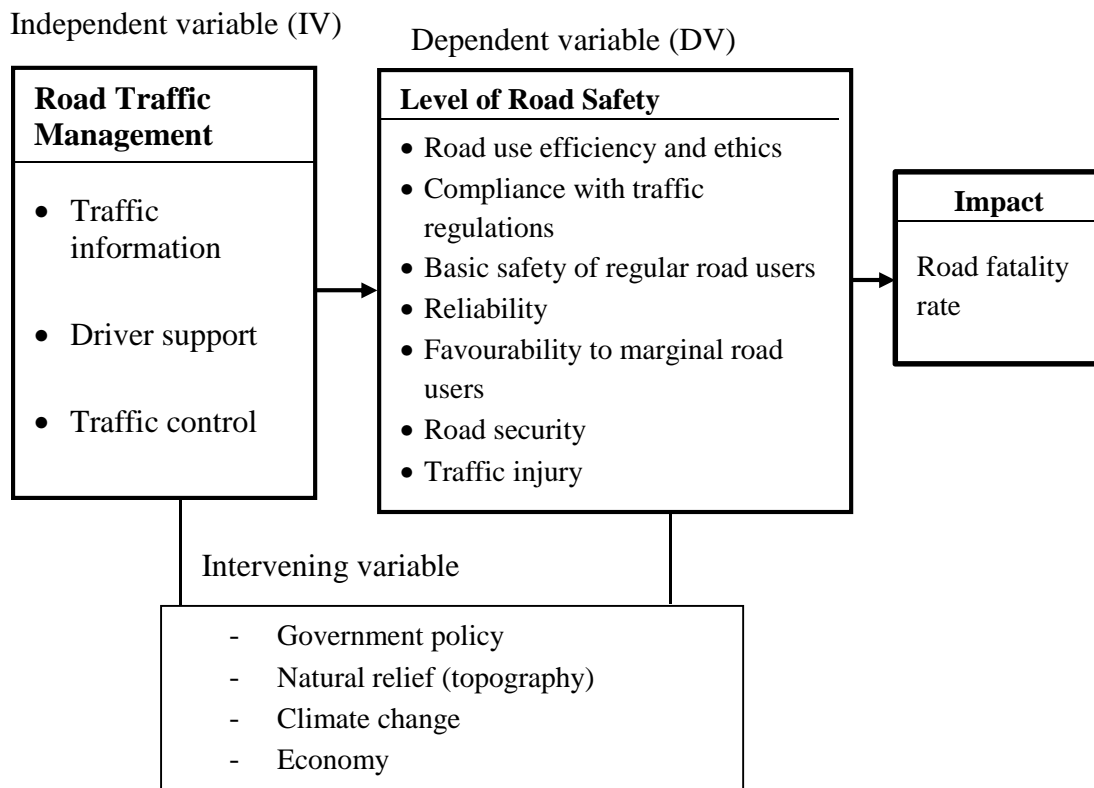 Independent variable (IV)
Dependent variable (DV)
Road Traffic
Management
• Traffic
information
• Driver support
• Traffic control
Level of Road Safety
• Road use efficiency and ethics
• Compliance with traffic
regulations
• Basic safety of regular road users
• Reliability
• Favourability to marginal road
users
• Road security
• Traffic injury
Impact
Road fatality
rate
Intervening variable
- Government policy
- Natural relief (topography)
- Climate change
- Economy